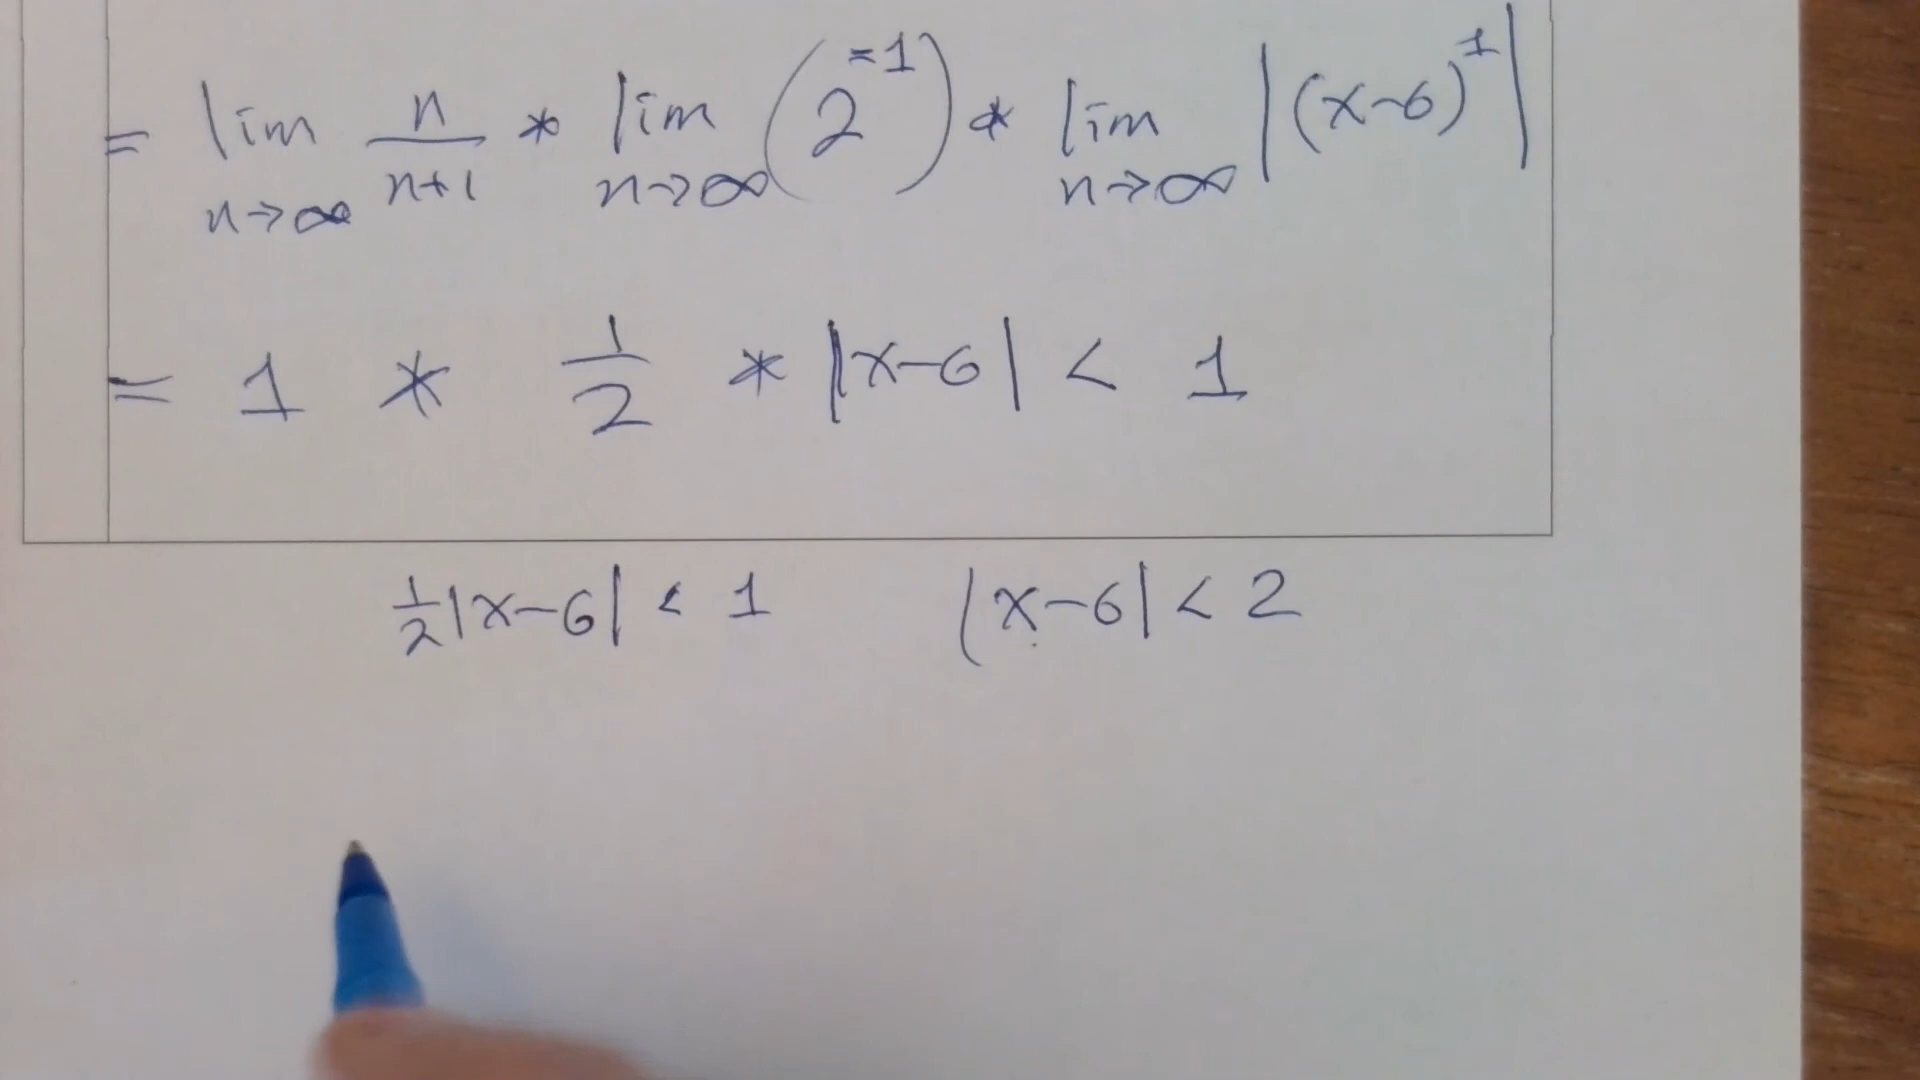 = lim n→∞ n/n+1 * lim n→∞ (2^=1) * lim n→∞ |(x-6)^1|
= 1 * 1/2 * |x-6| < 1
1/2|x-6| < 1 |x-6| < 2